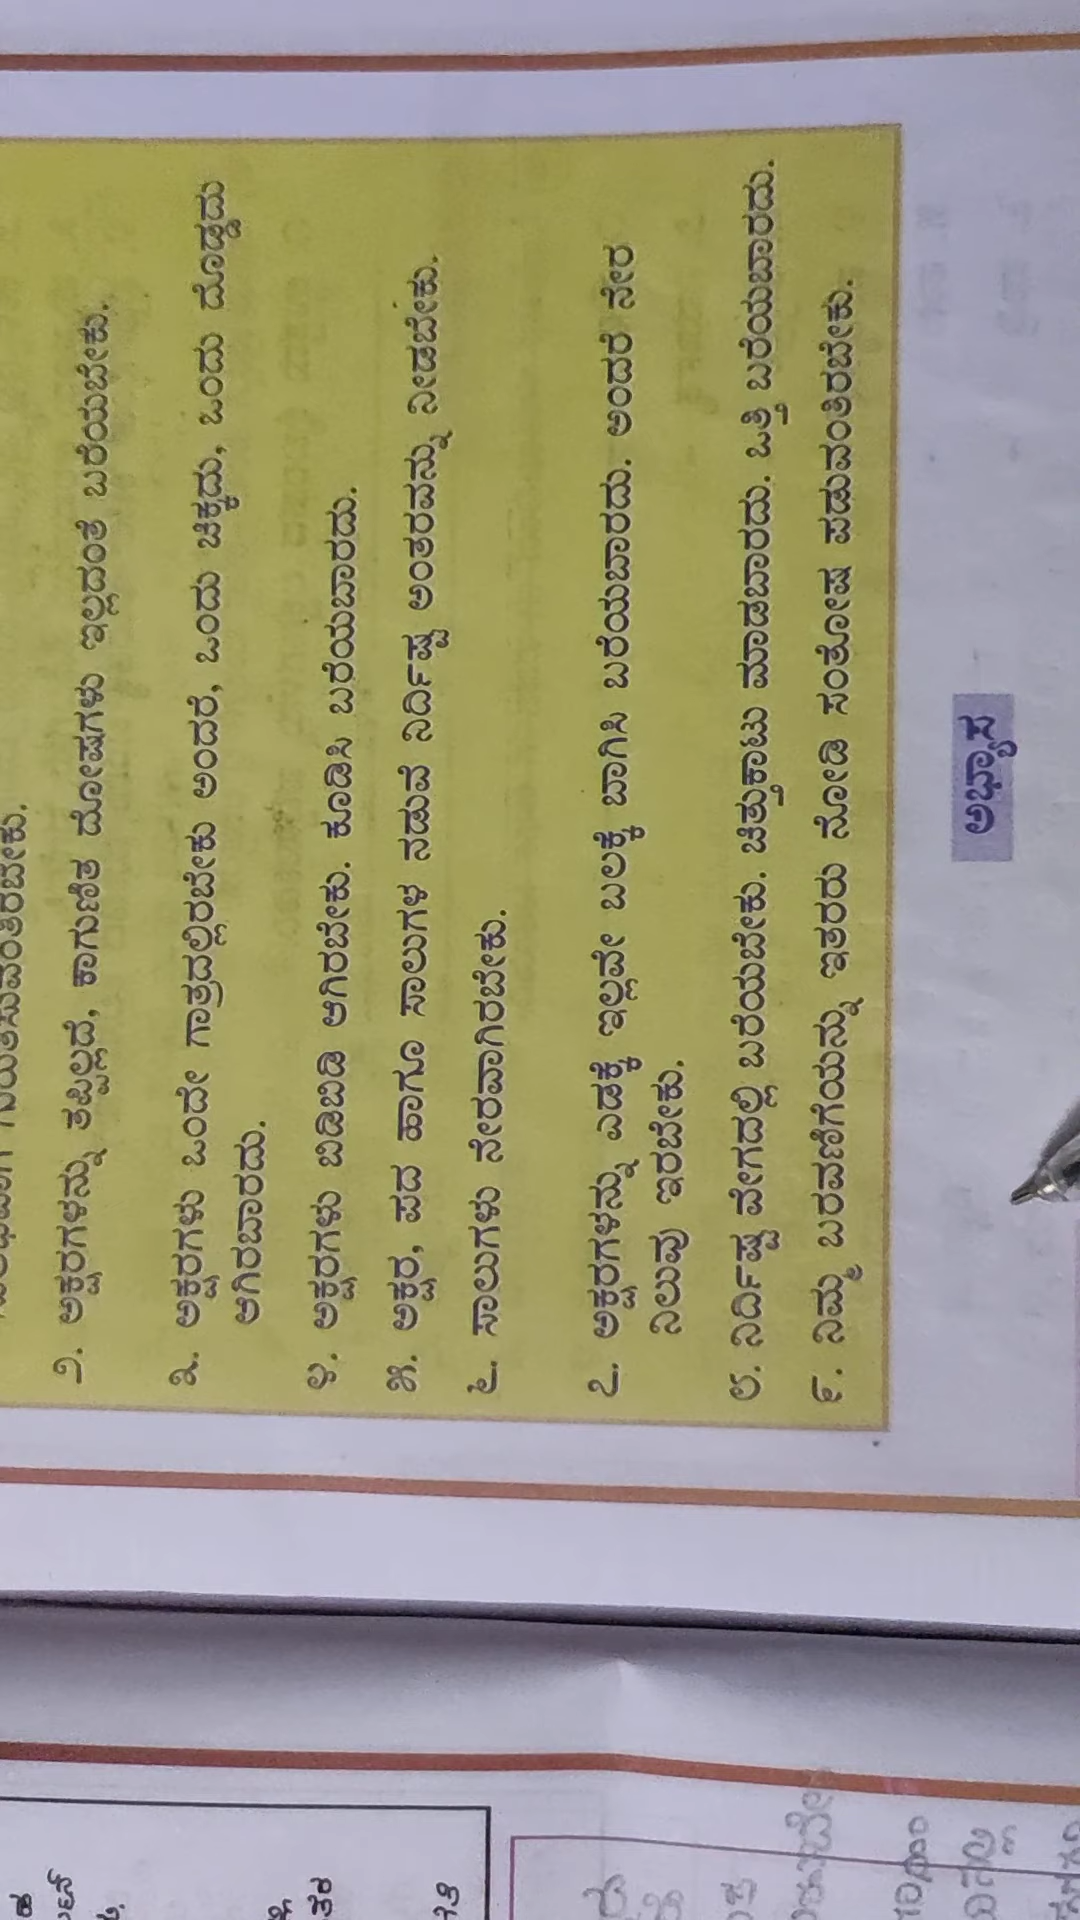 ೨. ಅಕ್ಷರಗಳನ್ನು ತಪ್ಪಿಲ್ಲದೆ, ಕಾಗುಣಿತ ದೋಷಗಳು ಇಲ್ಲದಂತೆ ಬರೆಯಬೇಕು.
೩. ಅಕ್ಷರಗಳು ಒಂದೇ ಗಾತ್ರದಲ್ಲಿರಬೇಕು ಅಂದರೆ, ಒಂದು ಚಿಕ್ಕದು, ಒಂದು ದೊಡ್ಡದು
ಆಗಿರಬಾರದು.
೪. ಅಕ್ಷರಗಳು ಬಿಡಿಬಿಡಿ ಆಗಿರಬೇಕು. ಕೂಡಿಸಿ ಬರೆಯಬಾರದು.
೫. ಅಕ್ಷರ, ಪದ ಹಾಗೂ ಸಾಲುಗಳ ನಡುವೆ ನಿರ್ದಿಷ್ಟ ಅಂತರವನ್ನು ನೀಡಬೇಕು.
೬. ಸಾಲುಗಳು ನೇರವಾಗಿರಬೇಕು.
೭. ಅಕ್ಷರಗಳನ್ನು ಎಡಕ್ಕೆ ಇಲ್ಲವೇ ಬಲಕ್ಕೆ ಬಾಗಿಸಿ ಬರೆಯಬಾರದು. ಅಂದರೆ ನೇರ
ನಿಲುವು ಇರಬೇಕು.
೮. ನಿರ್ದಿಷ್ಟ ವೇಗದಲ್ಲಿ ಬರೆಯಬೇಕು. ಚಿತ್ತುಕಾಟು ಮಾಡಬಾರದು. ಒತ್ತಿ ಬರೆಯಬಾರದು.
೯. ನಿಮ್ಮ ಬರವಣಿಗೆಯನ್ನು ಇತರರು ನೋಡಿ ಸಂತೋಷ ಪಡುವಂತಿರಬೇಕು.
ಅಭ್ಯಾಸ